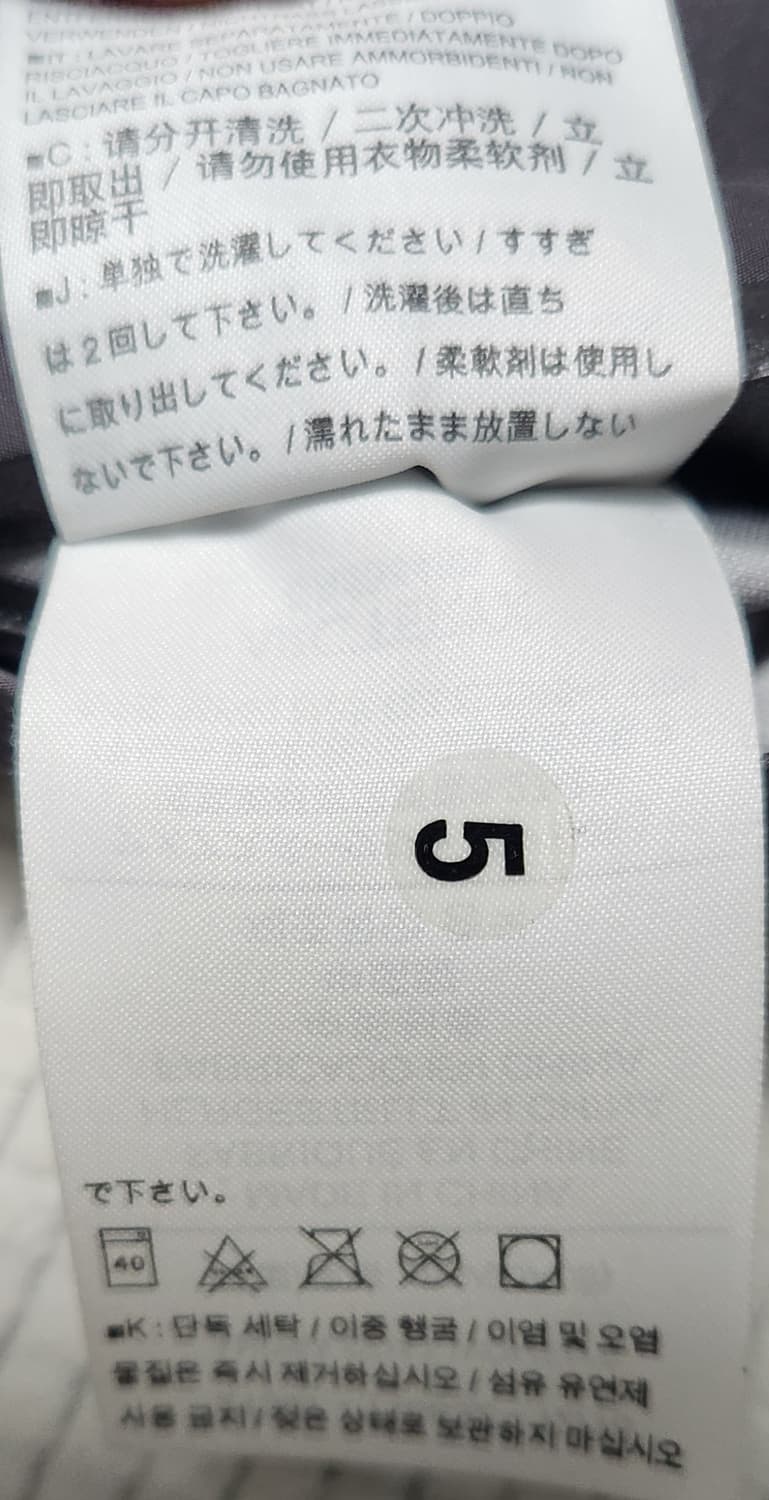 VERWENDEN
■IT: LAVARE SEPARATAMENTE / DOPPIO
RISCIACQUO / TOGLIERE IMMEDIATAMENTE DOPO
IL LAVAGGIO / NON USARE AMMORBIDENTI / NON
LASCIARE IL CAPO BAGNATO
■C: 请分开清洗 / 二次冲洗 / 立
即取出 / 请勿使用衣物柔软剂 / 立
即晾干
■J: 単独で洗濯してください / すすぎ
は2回して下さい。 / 洗濯後は直ち
に取り出してください。 / 柔軟剤は使用し
ないで下さい。 / 濡れたまま放置しない
5
で下さい。
40
■K: 단독 세탁 / 이중 헹굼 / 이염 및 오염
물질은 즉시 제거하십시오 / 섬유 유연제
사용 금지 / 젖은 상태로 보관하지 마십시오